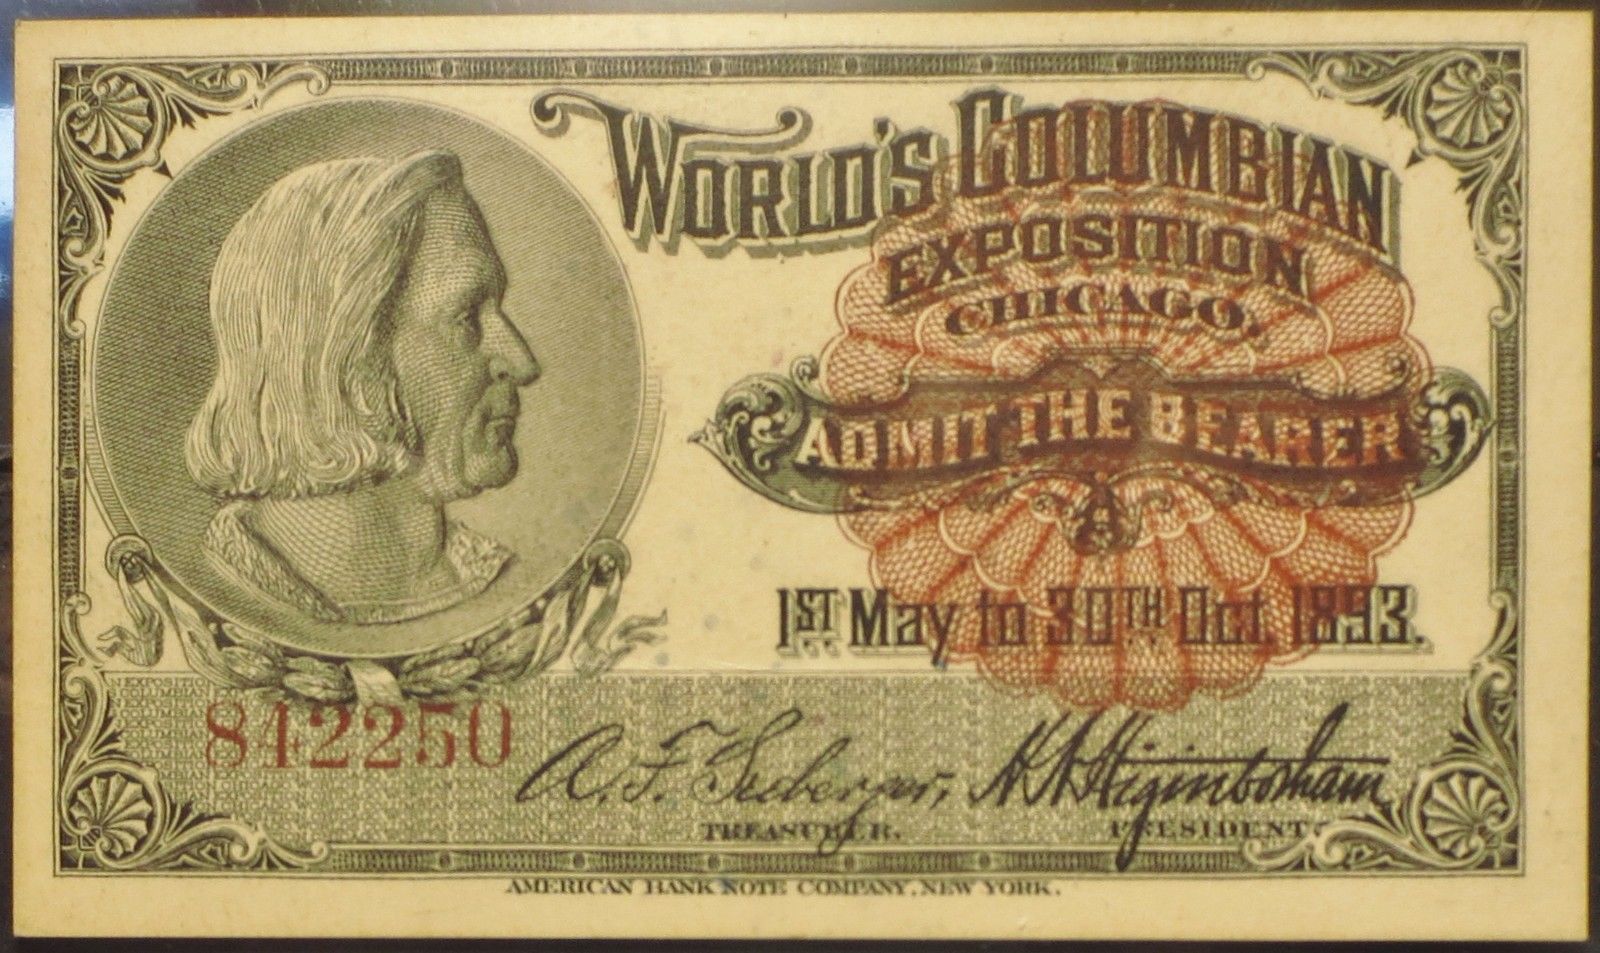 WORLD'S COLUMBIAN
EXPOSITION
CHICAGO.
ADMIT THE BEARER
1ST May to 30TH Oct. 1893.
842250
A. F. Seeberger,
TREASURER.
H. N. Higinbotham
PRESIDENT.
AMERICAN BANK NOTE COMPANY, NEW YORK.